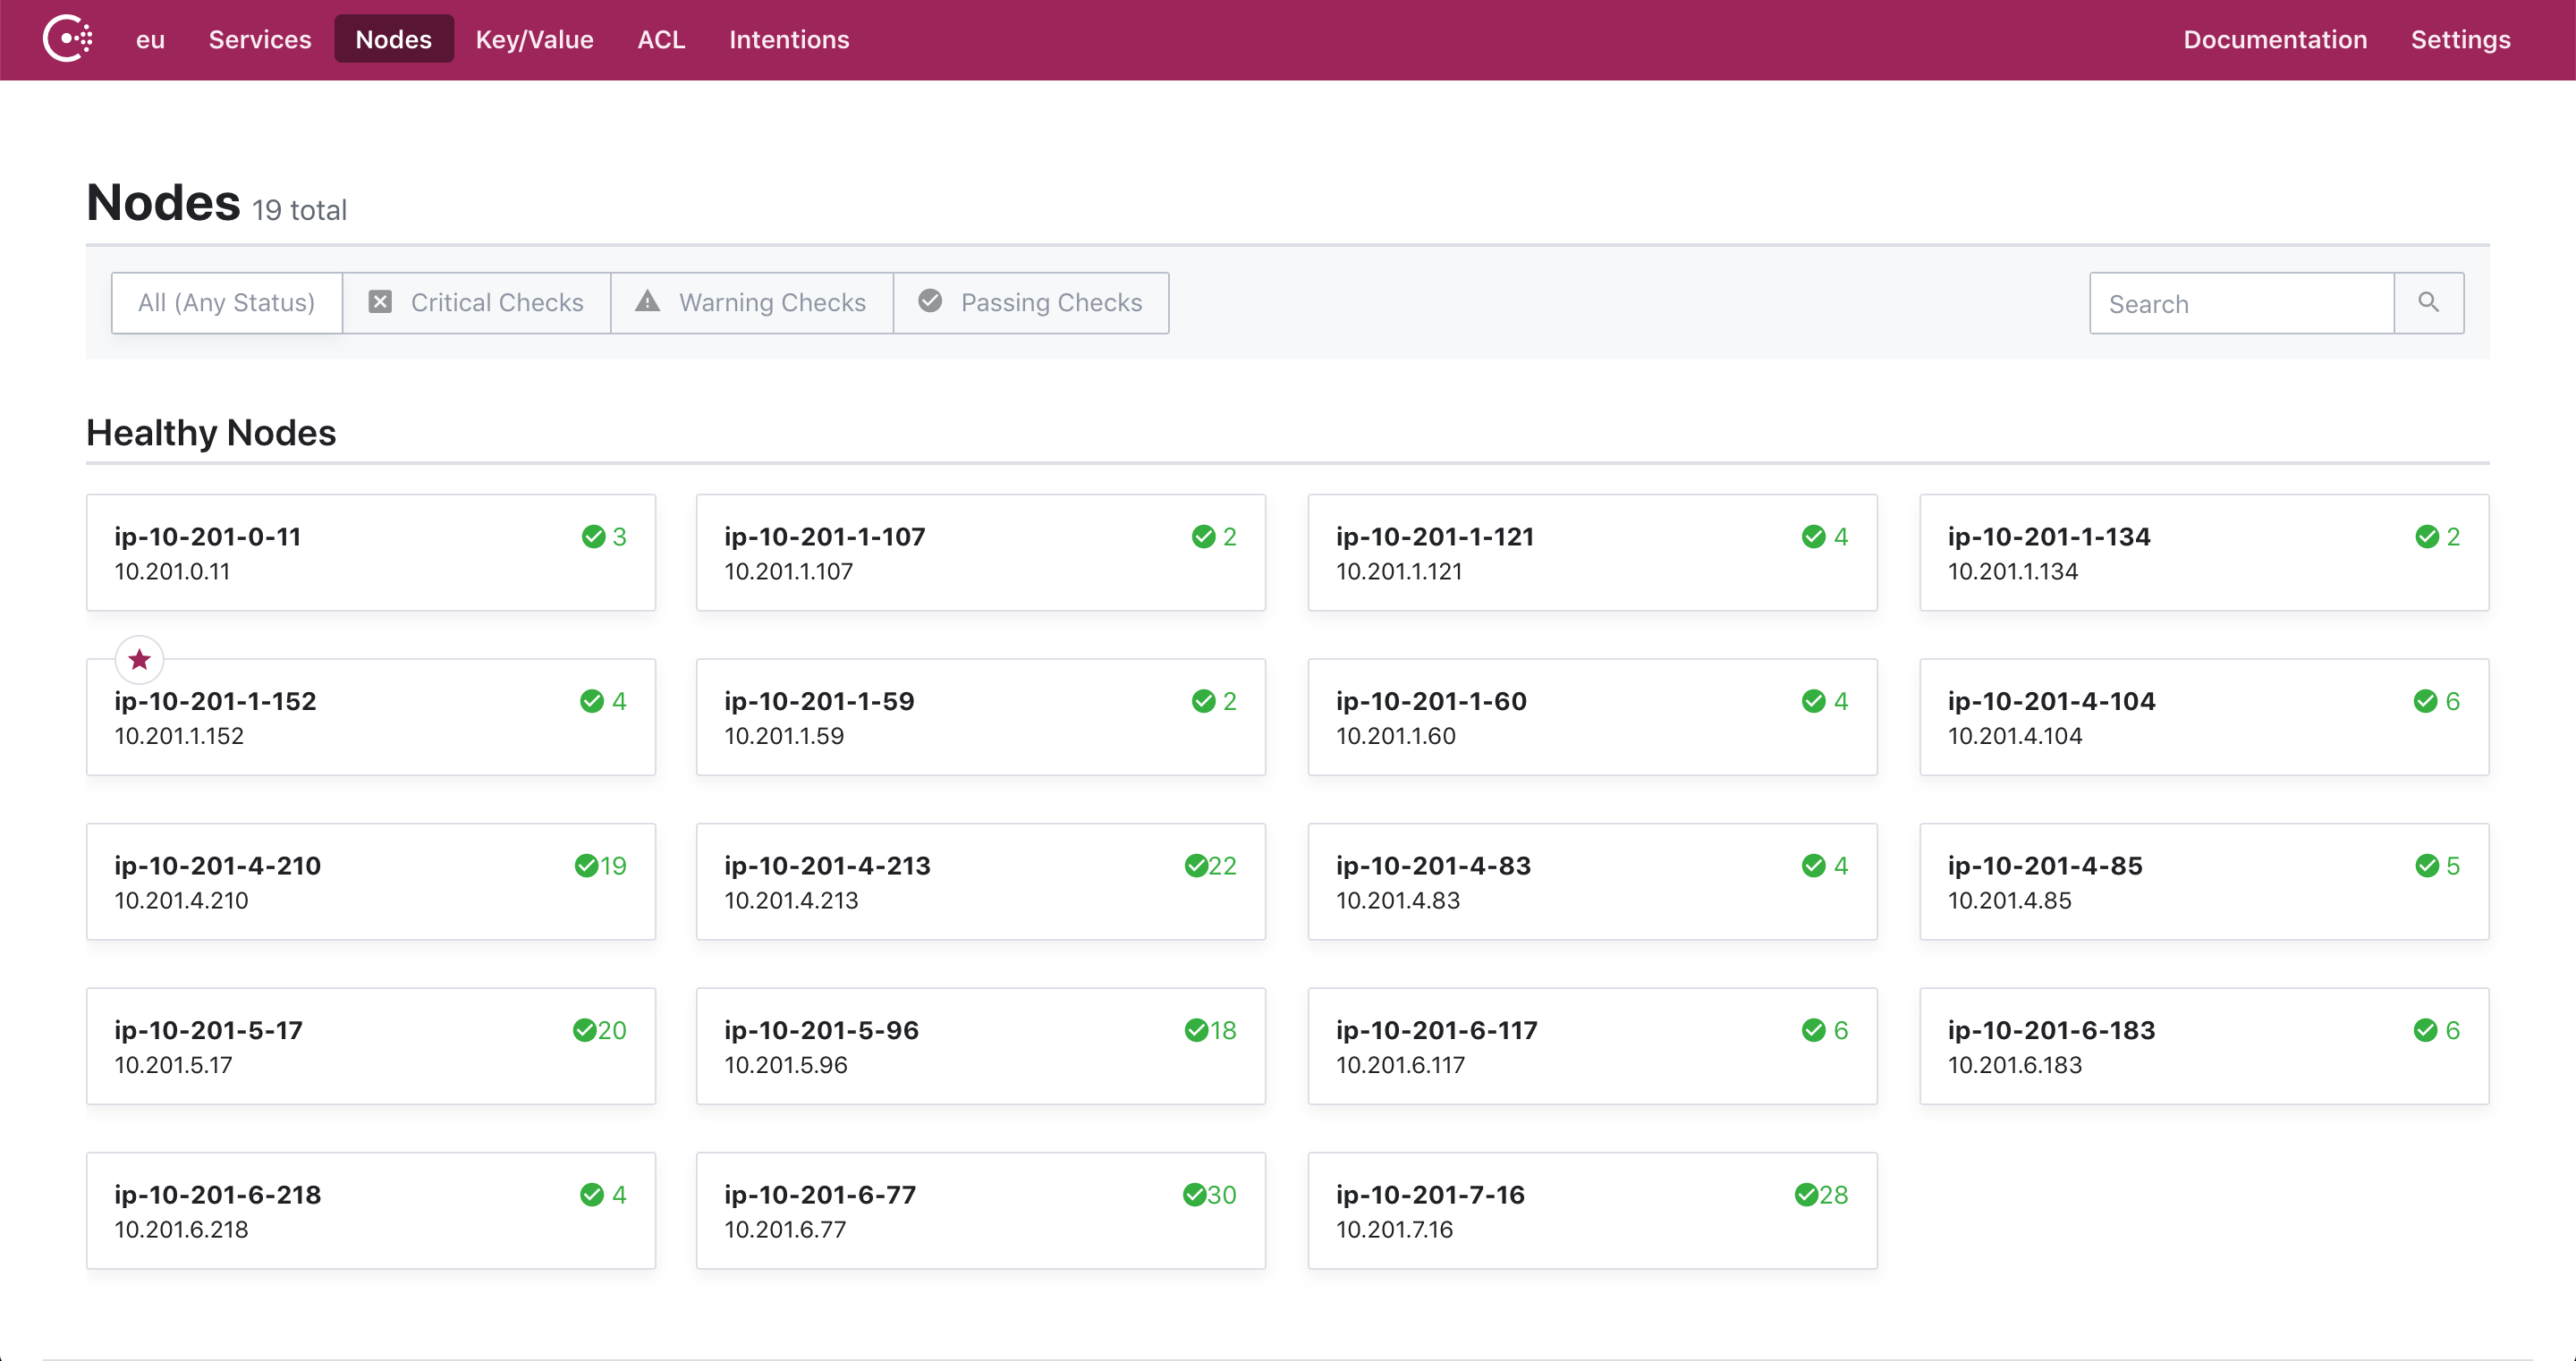 eu Services Nodes Key/Value ACL Intentions Documentation Settings
Nodes 19 total
All (Any Status) Critical Checks Warning Checks Passing Checks Search
Healthy Nodes
ip-10-201-0-11 3
10.201.0.11
ip-10-201-1-107 2
10.201.1.107
ip-10-201-1-121 4
10.201.1.121
ip-10-201-1-134 2
10.201.1.134
ip-10-201-1-152 4
10.201.1.152
ip-10-201-1-59 2
10.201.1.59
ip-10-201-1-60 4
10.201.1.60
ip-10-201-4-104 6
10.201.4.104
ip-10-201-4-210 19
10.201.4.210
ip-10-201-4-213 22
10.201.4.213
ip-10-201-4-83 4
10.201.4.83
ip-10-201-4-85 5
10.201.4.85
ip-10-201-5-17 20
10.201.5.17
ip-10-201-5-96 18
10.201.5.96
ip-10-201-6-117 6
10.201.6.117
ip-10-201-6-183 6
10.201.6.183
ip-10-201-6-218 4
10.201.6.218
ip-10-201-6-77 30
10.201.6.77
ip-10-201-7-16 28
10.201.7.16